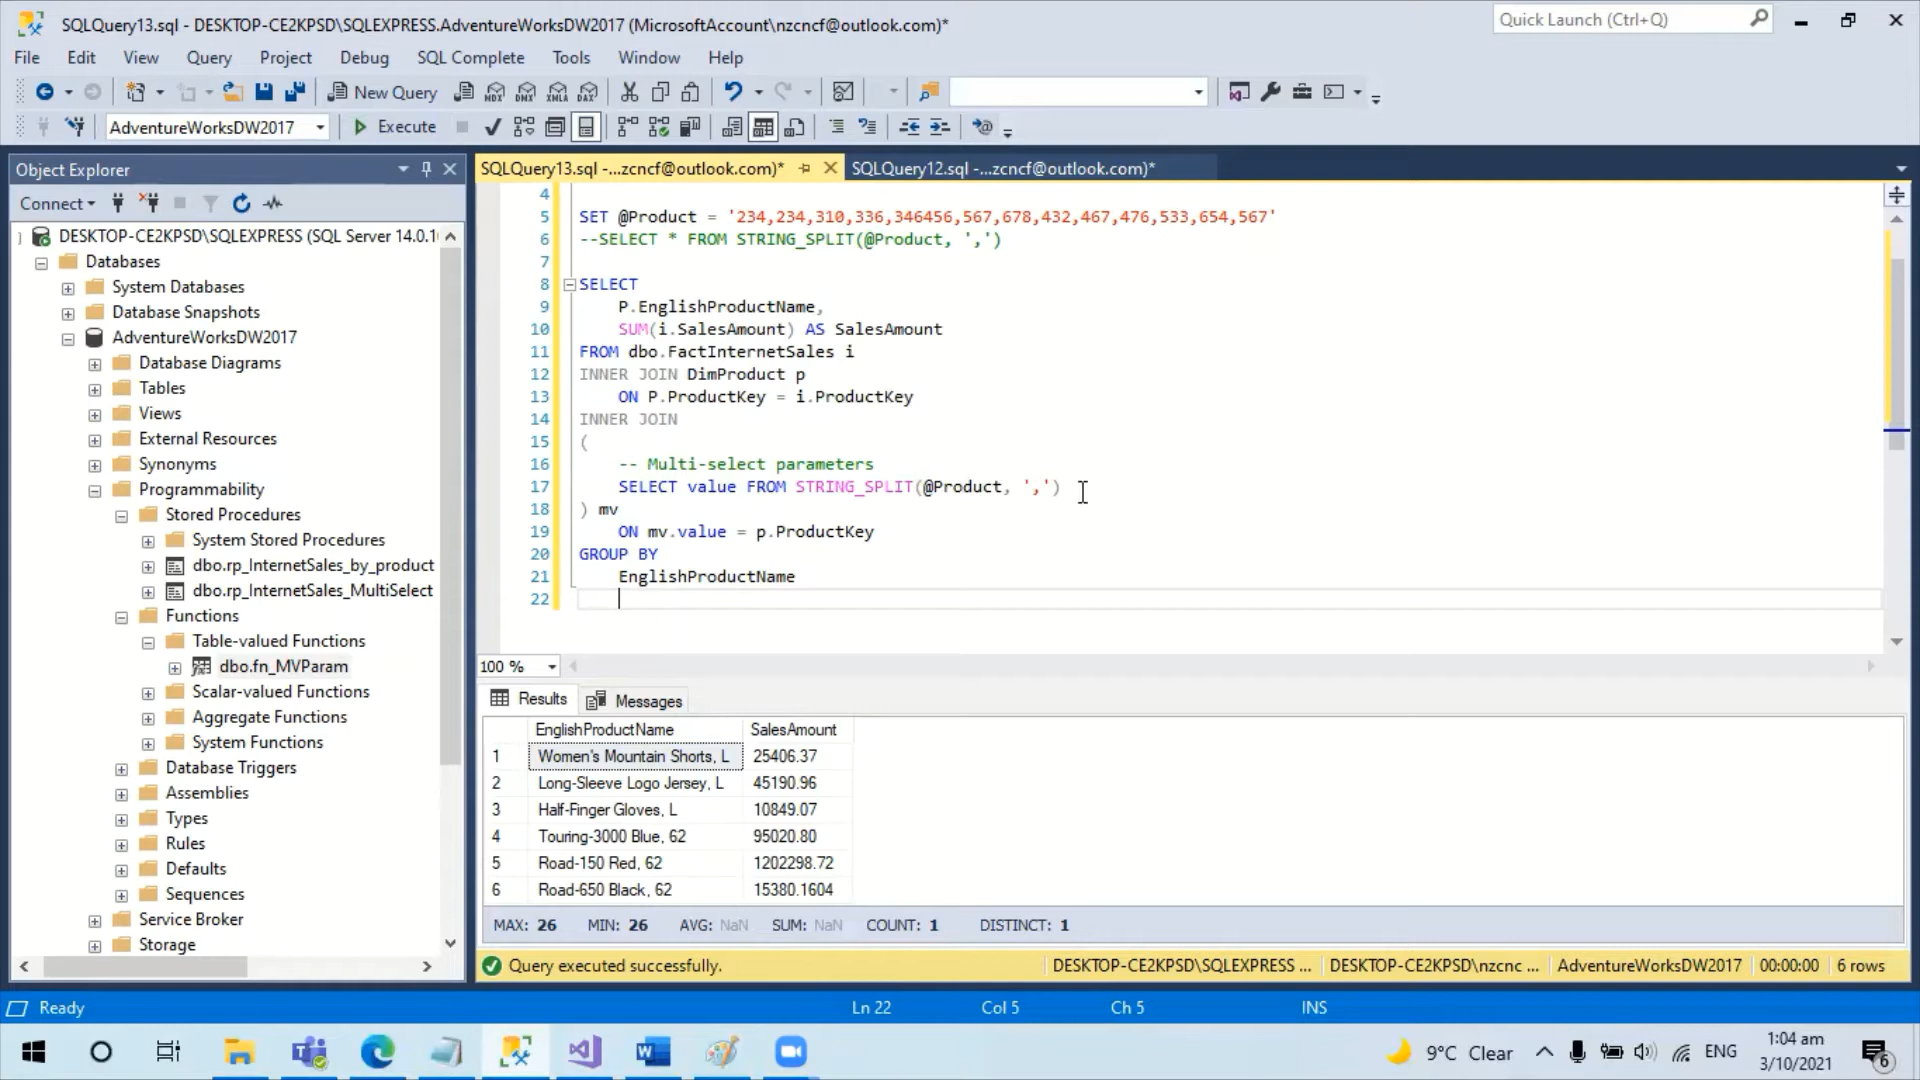 SQLQuery13.sql - DESKTOP-CE2KPSD\SQLEXPRESS.AdventureWorksDW2017 (MicrosoftAccount\nzcncf@outlook.com)*
Quick Launch (Ctrl+Q)
File Edit View Query Project Debug SQL Complete Tools Window Help
New Query
MDX DMX XMLA DAX
AdventureWorksDW2017
Execute
Object Explorer
SQLQuery13.sql -...zcncf@outlook.com)*
SQLQuery12.sql -...zcncf@outlook.com)*
Connect
DESKTOP-CE2KPSD\SQLEXPRESS (SQL Server 14.0.1
Databases
System Databases
Database Snapshots
AdventureWorksDW2017
Database Diagrams
Tables
Views
External Resources
Synonyms
Programmability
Stored Procedures
System Stored Procedures
dbo.rp_InternetSales_by_product
dbo.rp_InternetSales_MultiSelect
Functions
Table-valued Functions
dbo.fn_MVParam
Scalar-valued Functions
Aggregate Functions
System Functions
Database Triggers
Assemblies
Types
Rules
Defaults
Sequences
Service Broker
Storage
4
5 SET @Product = '234,234,310,336,346456,567,678,432,467,476,533,654,567'
6 --SELECT * FROM STRING_SPLIT(@Product, ',')
7
8 SELECT
9 P.EnglishProductName,
10 SUM(i.SalesAmount) AS SalesAmount
11 FROM dbo.FactInternetSales i
12 INNER JOIN DimProduct p
13 ON P.ProductKey = i.ProductKey
14 INNER JOIN
15 (
16 -- Multi-select parameters
17 SELECT value FROM STRING_SPLIT(@Product, ',')
18 ) mv
19 ON mv.value = p.ProductKey
20 GROUP BY
21 EnglishProductName
22
100 %
Results Messages
EnglishProductName SalesAmount
1 Women's Mountain Shorts, L 25406.37
2 Long-Sleeve Logo Jersey, L 45190.96
3 Half-Finger Gloves, L 10849.07
4 Touring-3000 Blue, 62 95020.80
5 Road-150 Red, 62 1202298.72
6 Road-650 Black, 62 15380.1604
MAX: 26 MIN: 26 AVG: NaN SUM: NaN COUNT: 1 DISTINCT: 1
Query executed successfully. DESKTOP-CE2KPSD\SQLEXPRESS ... DESKTOP-CE2KPSD\nzcnc ... AdventureWorksDW2017 00:00:00 6 rows
Ready Ln 22 Col 5 Ch 5 INS
9°C Clear ENG
1:04 am
3/10/2021
6